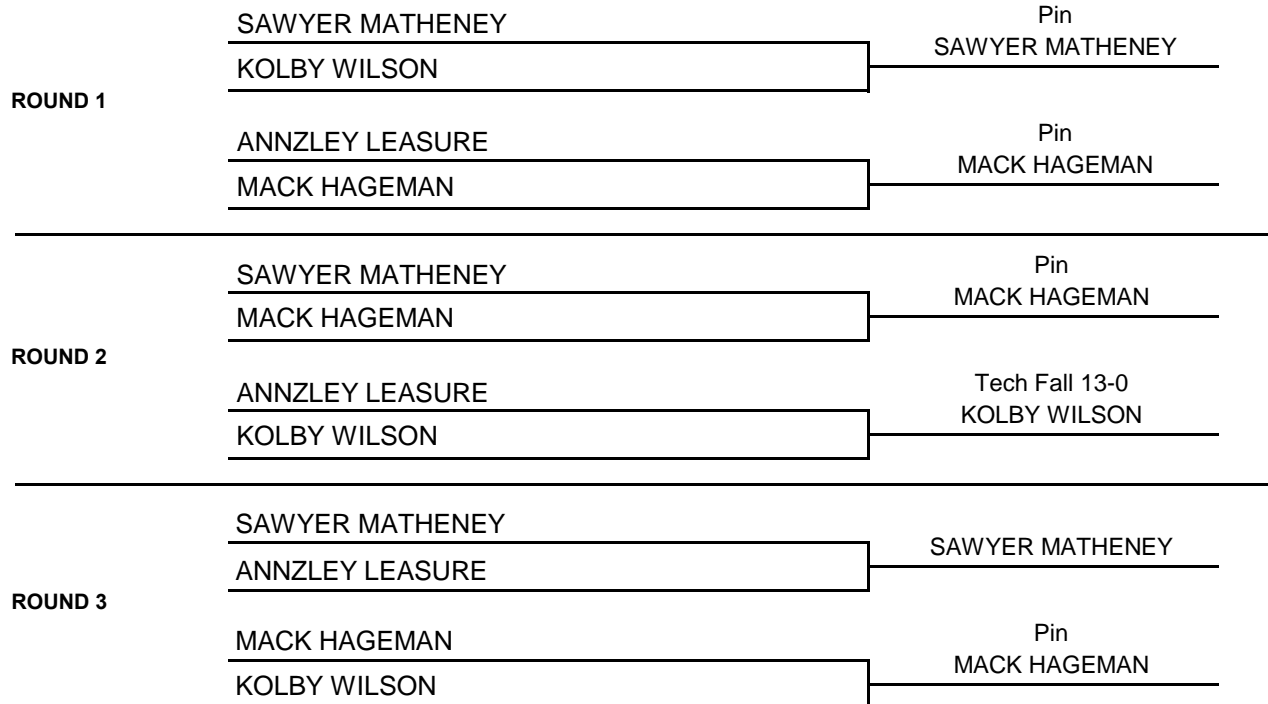 SAWYER MATHENEY
Pin
SAWYER MATHENEY
KOLBY WILSON
ROUND 1
ANNZLEY LEASURE
Pin
MACK HAGEMAN
MACK HAGEMAN
SAWYER MATHENEY
Pin
MACK HAGEMAN
MACK HAGEMAN
ROUND 2
ANNZLEY LEASURE
Tech Fall 13-0
KOLBY WILSON
KOLBY WILSON
SAWYER MATHENEY
SAWYER MATHENEY
ANNZLEY LEASURE
ROUND 3
MACK HAGEMAN
Pin
MACK HAGEMAN
KOLBY WILSON